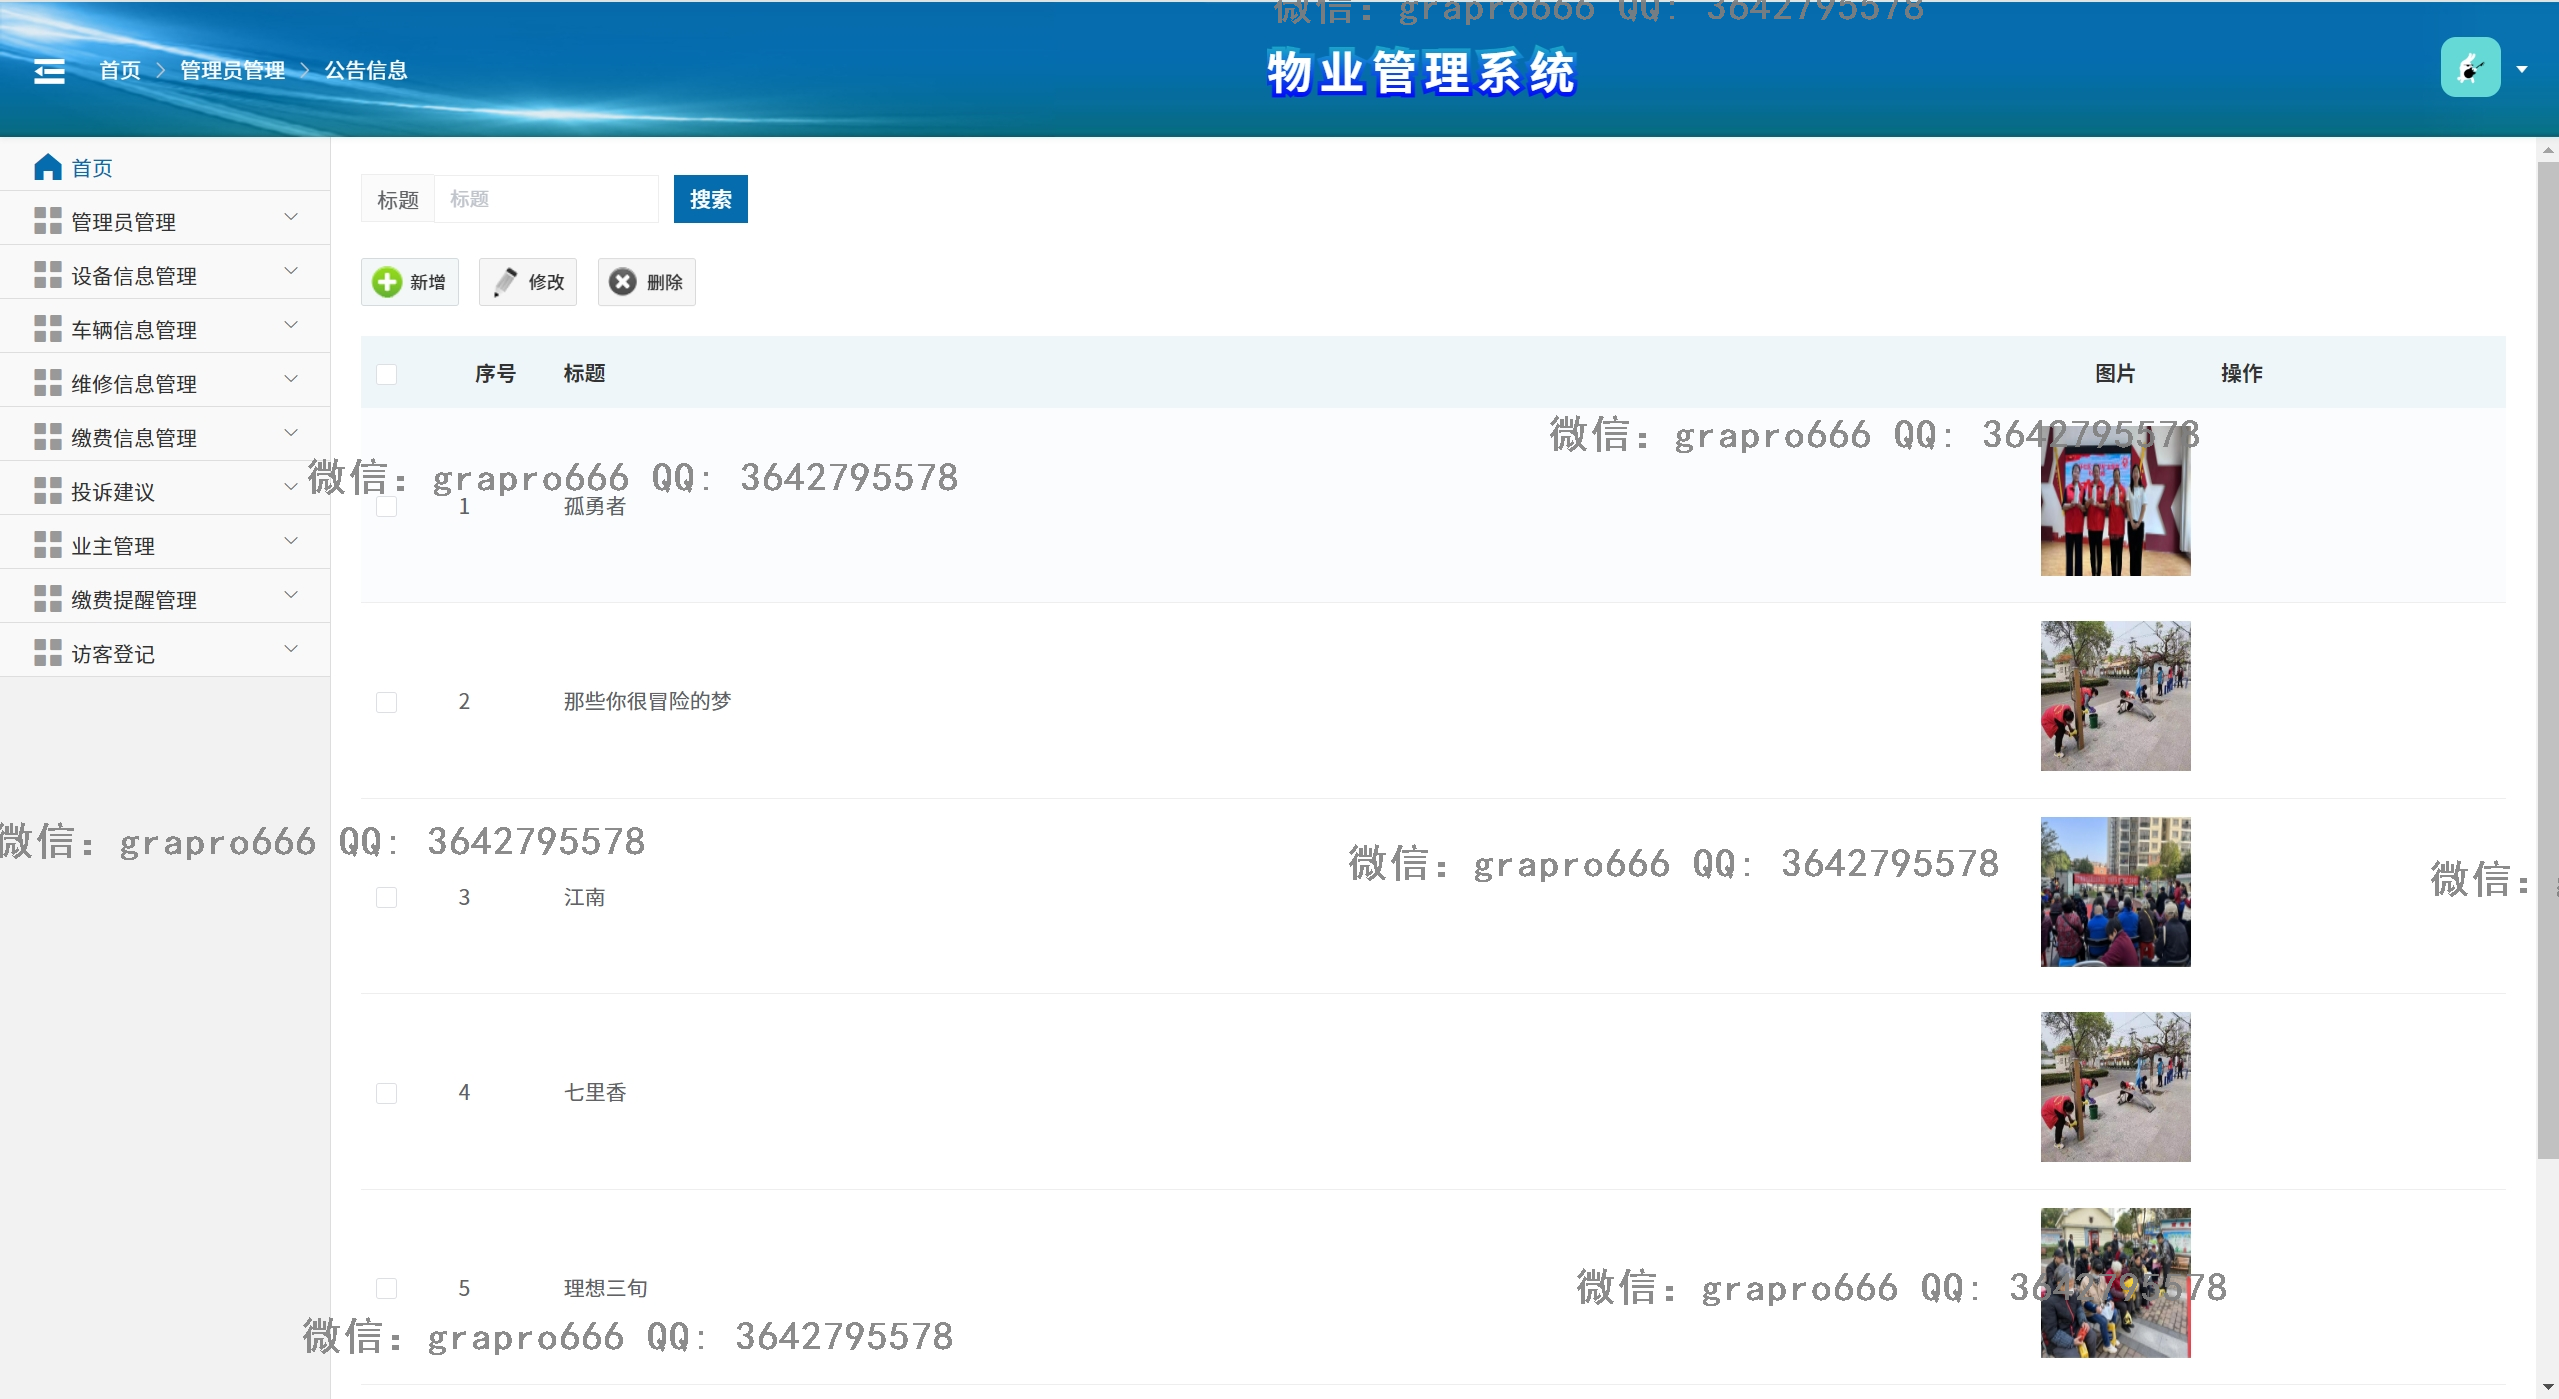 微信: grapro666 QQ: 3642795578
首页 > 管理员管理 > 公告信息
物业管理系统
首页
管理员管理
设备信息管理
车辆信息管理
维修信息管理
缴费信息管理
投诉建议
业主管理
缴费提醒管理
访客登记
标题 标题 搜索
新增 修改 删除
序号 标题 图片 操作
微信: grapro666 QQ: 3642795578
微信: grapro666 QQ: 3642795578
1 孤勇者
2 那些你很冒险的梦
微信: grapro666 QQ: 3642795578
微信: grapro666 QQ: 3642795578
微信:
3 江南
4 七里香
5 理想三旬
微信: grapro666 QQ: 3642795578
微信: grapro666 QQ: 3642795578